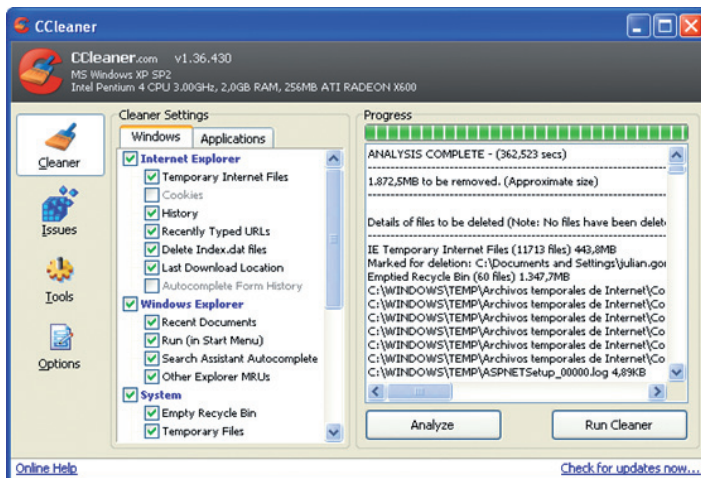 CCleaner
CCleaner.com v1.36.430
MS Windows XP SP2
Intel Pentium 4 CPU 3.00GHz, 2,0GB RAM, 256MB ATI RADEON X600
Cleaner
Issues
Tools
Options
Cleaner Settings
Windows Applications
Internet Explorer
Temporary Internet Files
Cookies
History
Recently Typed URLs
Delete Index.dat files
Last Download Location
Autocomplete Form History
Windows Explorer
Recent Documents
Run (in Start Menu)
Search Assistant Autocomplete
Other Explorer MRUs
System
Empty Recycle Bin
Temporary Files
Progress
ANALYSIS COMPLETE - (362,523 secs)
1.872,5MB to be removed. (Approximate size)
Details of files to be deleted (Note: No files have been delet
IE Temporary Internet Files (11713 files) 443,8MB
Marked for deletion: C:\Documents and Settings\julian.gor
Emptied Recycle Bin (60 files) 1.347,7MB
C:\WINDOWS\TEMP\Archivos temporales de Internet\Co
C:\WINDOWS\TEMP\Archivos temporales de Internet\Co
C:\WINDOWS\TEMP\Archivos temporales de Internet\Co
C:\WINDOWS\TEMP\Archivos temporales de Internet\Co
C:\WINDOWS\TEMP\Archivos temporales de Internet\Co
C:\WINDOWS\TEMP\Archivos temporales de Internet\Co
C:\WINDOWS\TEMP\ASPNETSetup_00000.log 4,89KB
Analyze
Run Cleaner
Online Help
Check for updates now...